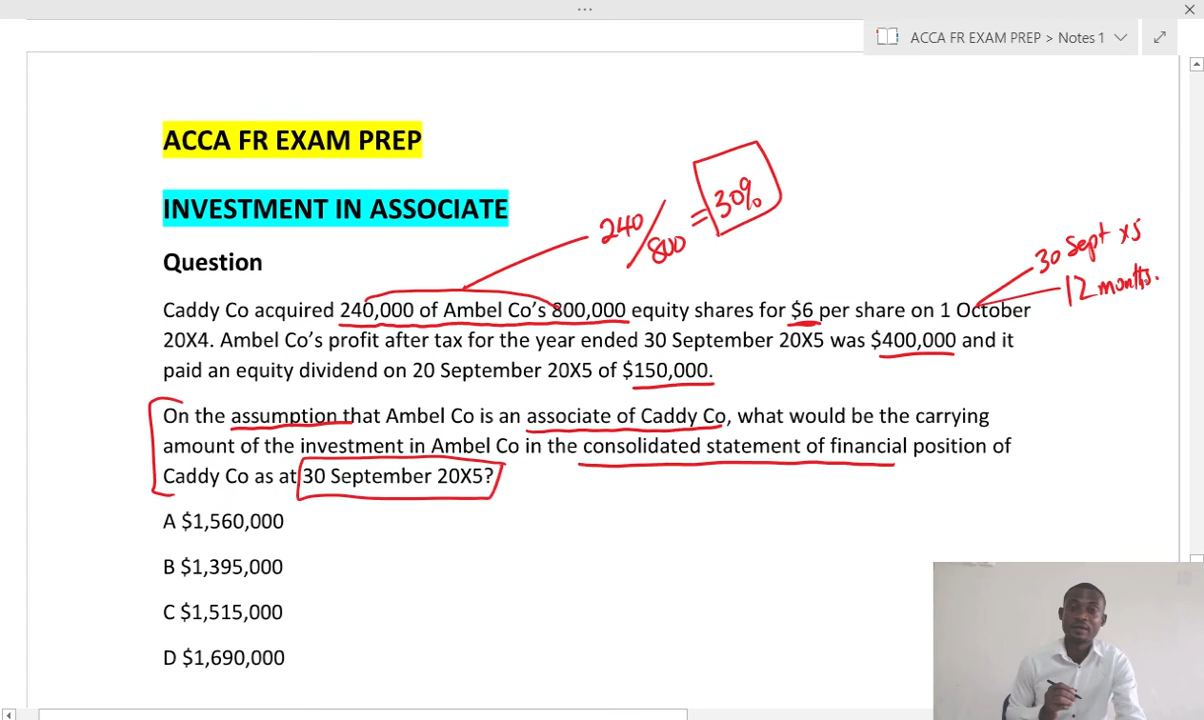 ACCA FR EXAM PREP > Notes 1
ACCA FR EXAM PREP
INVESTMENT IN ASSOCIATE
240/800 = 30%
Question
30 Sept x5
12 months.
Caddy Co acquired 240,000 of Ambel Co's 800,000 equity shares for $6 per share on 1 October
20X4. Ambel Co's profit after tax for the year ended 30 September 20X5 was $400,000 and it
paid an equity dividend on 20 September 20X5 of $150,000.
On the assumption that Ambel Co is an associate of Caddy Co, what would be the carrying
amount of the investment in Ambel Co in the consolidated statement of financial position of
Caddy Co as at 30 September 20X5?
A $1,560,000
B $1,395,000
C $1,515,000
D $1,690,000